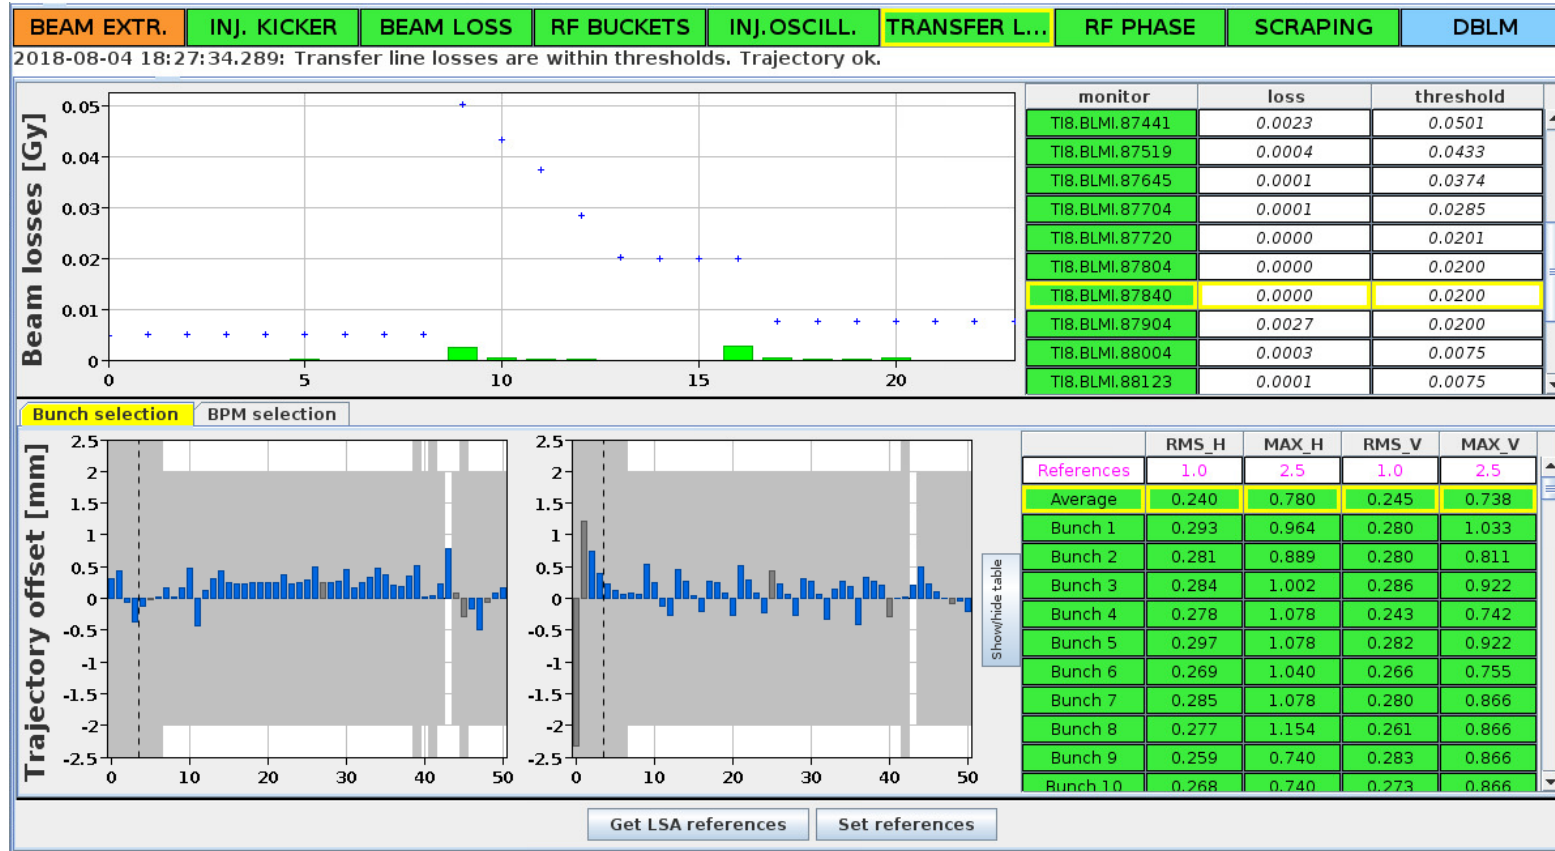 BEAM EXTR. INJ. KICKER BEAM LOSS RF BUCKETS INJ.OSCILL. TRANSFER L... RF PHASE SCRAPING DBLM
2018-08-04 18:27:34.289: Transfer line losses are within thresholds. Trajectory ok.
Beam losses [Gy]
0.05
0.04
0.03
0.02
0.01
0
0 5 10 15 20
monitor loss threshold
TI8.BLMI.87441 0.0023 0.0501
TI8.BLMI.87519 0.0004 0.0433
TI8.BLMI.87645 0.0001 0.0374
TI8.BLMI.87704 0.0001 0.0285
TI8.BLMI.87720 0.0000 0.0201
TI8.BLMI.87804 0.0000 0.0200
TI8.BLMI.87840 0.0000 0.0200
TI8.BLMI.87904 0.0027 0.0200
TI8.BLMI.88004 0.0003 0.0075
TI8.BLMI.88123 0.0001 0.0075
Bunch selection BPM selection
Trajectory offset [mm]
2.5
2
1.5
1
0.5
0
-0.5
-1
-1.5
-2
-2.5
0 10 20 30 40 50
2.5
2
1.5
1
0.5
0
-0.5
-1
-1.5
-2
-2.5
0 10 20 30 40 50
Show/hide table
RMS_H MAX_H RMS_V MAX_V
References 1.0 2.5 1.0 2.5
Average 0.240 0.780 0.245 0.738
Bunch 1 0.293 0.964 0.280 1.033
Bunch 2 0.281 0.889 0.280 0.811
Bunch 3 0.284 1.002 0.286 0.922
Bunch 4 0.278 1.078 0.243 0.742
Bunch 5 0.297 1.078 0.282 0.922
Bunch 6 0.269 1.040 0.266 0.755
Bunch 7 0.285 1.078 0.280 0.866
Bunch 8 0.277 1.154 0.261 0.866
Bunch 9 0.259 0.740 0.283 0.866
Bunch 10 0.268 0.740 0.273 0.866
Get LSA references Set references